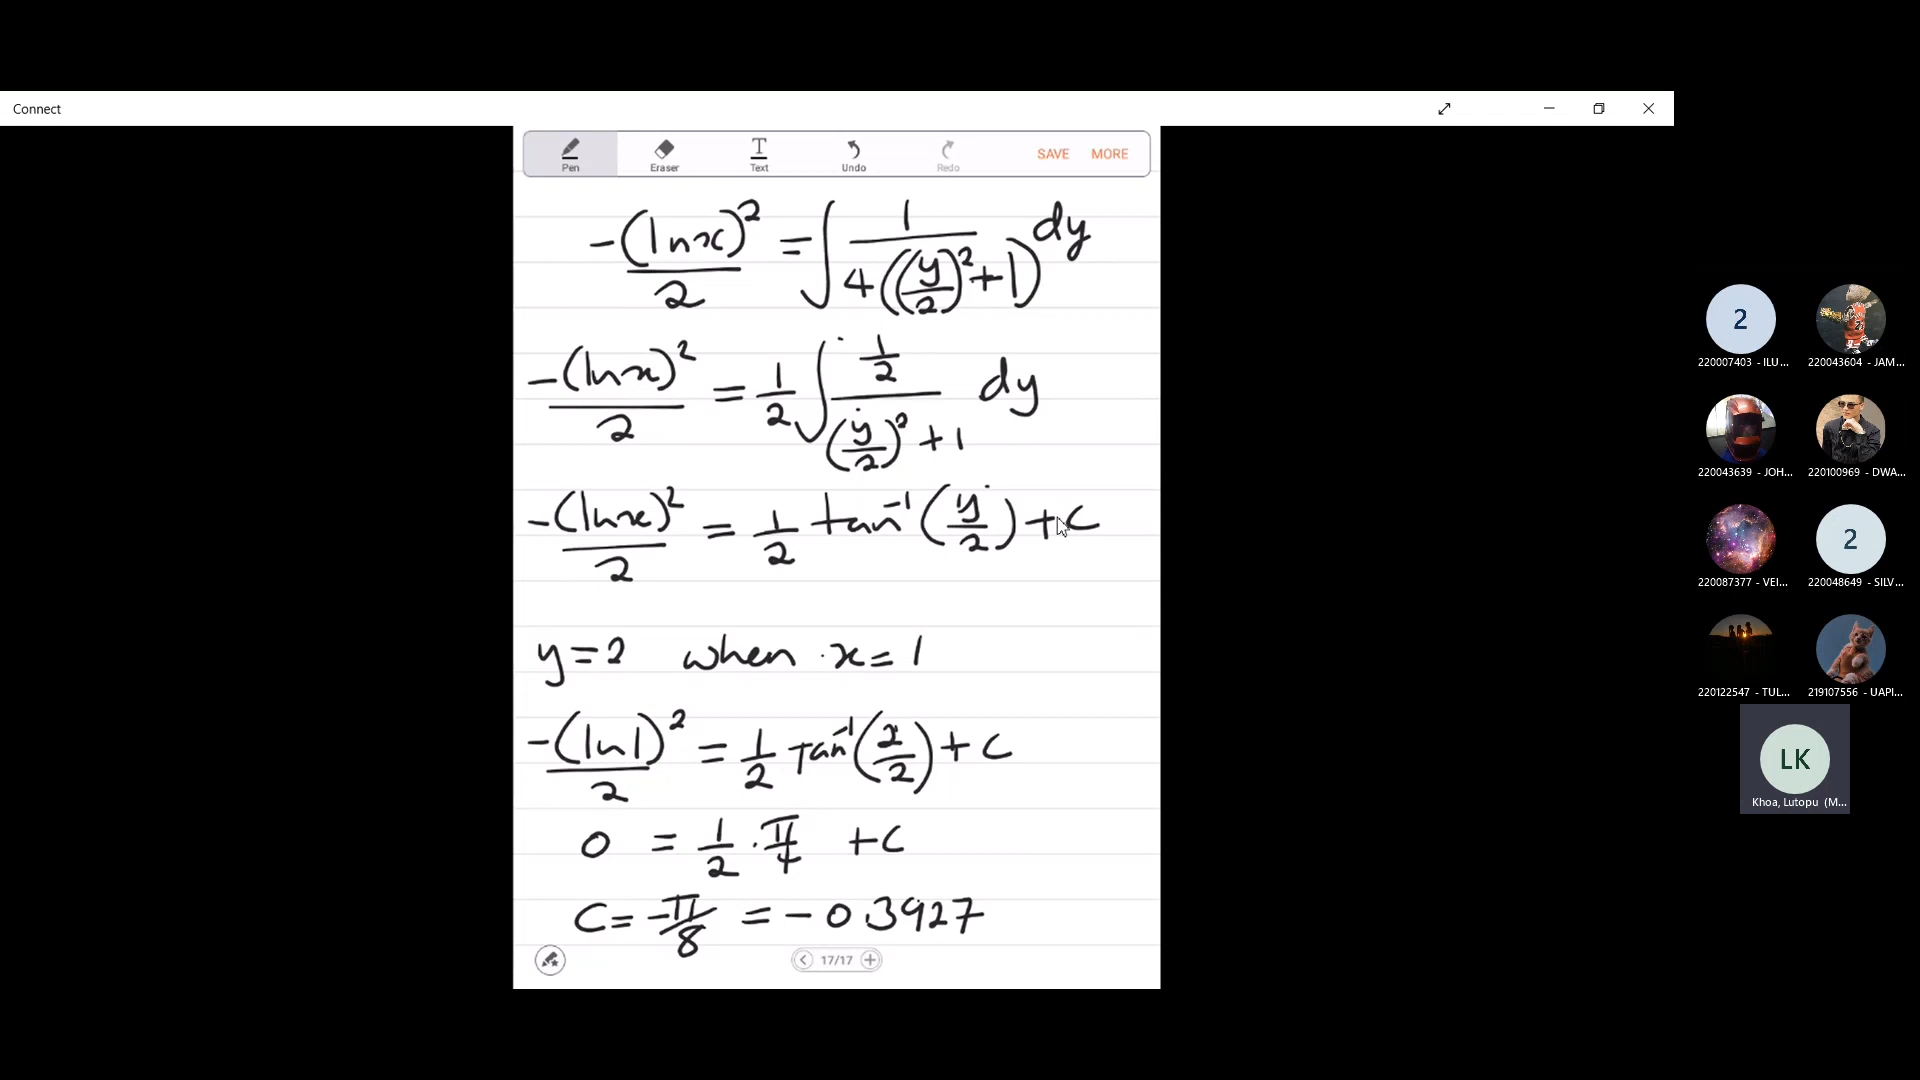 Connect
Pen Eraser Text Undo Redo SAVE MORE
-(lnx)²/2 = ∫ 1/(4((y/2)²+1)) dy
-(lnx)²/2 = 1/2 ∫ (1/2)/((y/2)²+1) dy
-(lnx)²/2 = 1/2 tan⁻¹(y/2) + C
y=2 when x=1
-(ln1)²/2 = 1/2 tan⁻¹(2/2) + C
0 = 1/2 · π/4 + C
C = -π/8 = -0.3927
17/17
2
220007403 - ILU... 220043604 - JAM...
220043639 - JOH... 220100969 - DWA...
2
220087377 - VEI... 220048649 - SILV...
220122547 - TUL... 219107556 - UAPI...
LK
Khoa, Lutopu (M...